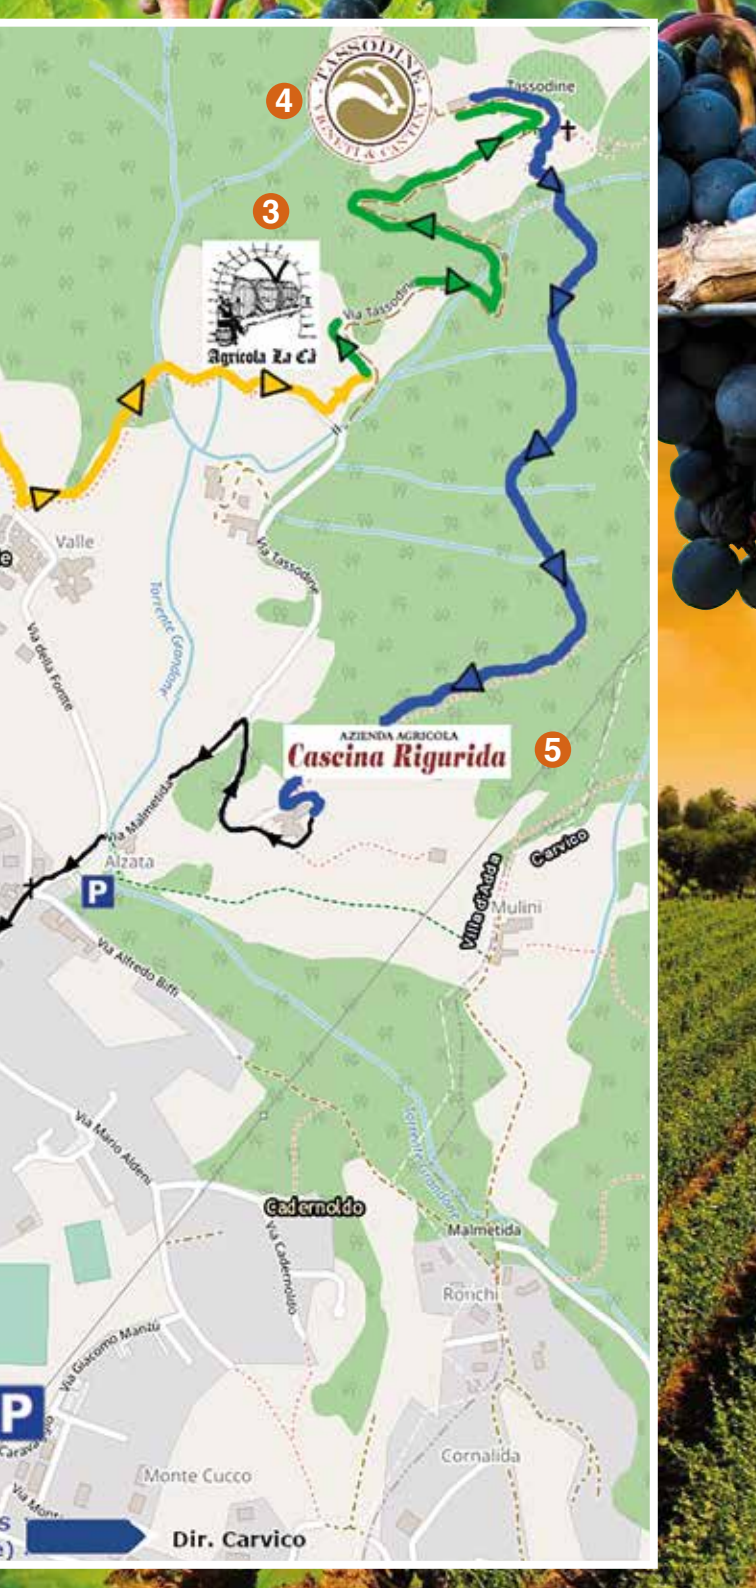 TASSODINE
VIGNETI & CANTINA
4
Tassodine
3
Agricola La Cà
Via Tassodine
Valle
Via Tassodine
Torrente Grandone
Via della Fonte
AZIENDA AGRICOLA
Cascina Rigurida
5
Via Malmetida
Alzata
P
Villa d'Adda
Carvico
Mulini
Via Alfredo Biffi
Torrente Grandone
Via Mario Aldeni
Cadernoldo
Via Cadernoldo
Malmetida
Ronchi
Via Giacomo Manzù
P
Cornalida
Monte Cucco
Dir. Carvico